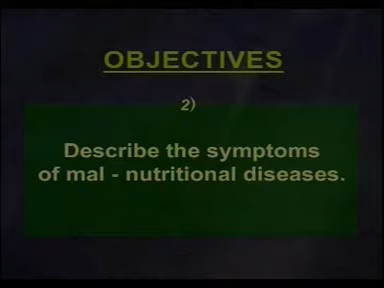 OBJECTIVES
2)
Describe the symptoms
of mal - nutritional diseases.